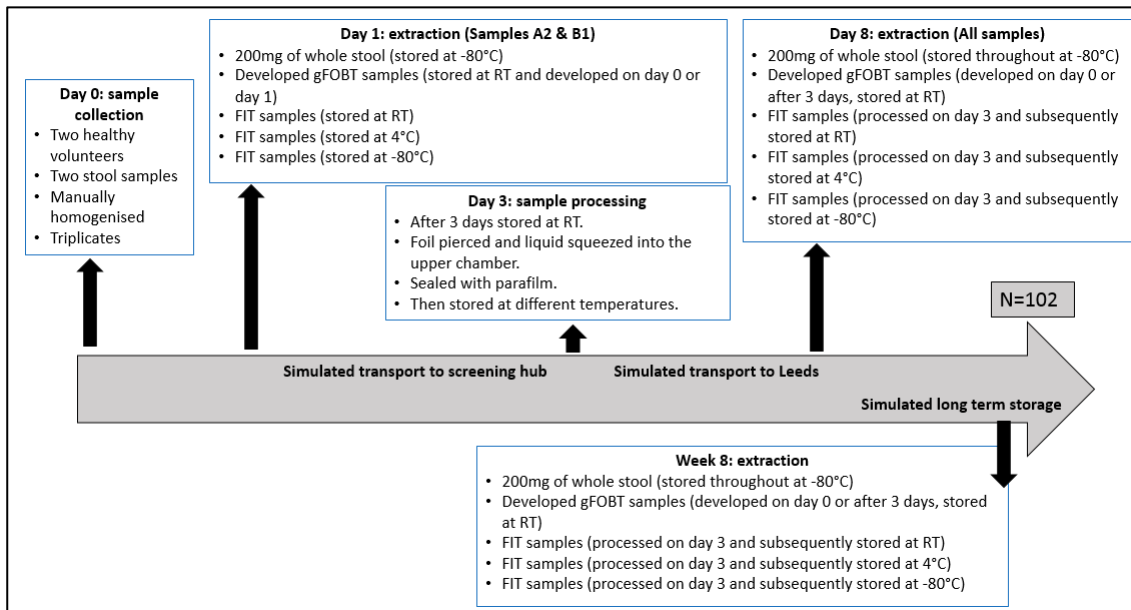 Day 0: sample
collection
• Two healthy
volunteers
• Two stool samples
• Manually
homogenised
• Triplicates
Day 1: extraction (Samples A2 & B1)
• 200mg of whole stool (stored at -80°C)
• Developed gFOBT samples (stored at RT and developed on day 0 or
day 1)
• FIT samples (stored at RT)
• FIT samples (stored at 4°C)
• FIT samples (stored at -80°C)
Day 3: sample processing
• After 3 days stored at RT.
• Foil pierced and liquid squeezed into the
upper chamber.
• Sealed with parafilm.
• Then stored at different temperatures.
Day 8: extraction (All samples)
• 200mg of whole stool (stored throughout at -80°C)
• Developed gFOBT samples (developed on day 0 or
after 3 days, stored at RT)
• FIT samples (processed on day 3 and subsequently
stored at RT)
• FIT samples (processed on day 3 and subsequently
stored at 4°C)
• FIT samples (processed on day 3 and subsequently
stored at -80°C)
N=102
Simulated transport to screening hub
Simulated transport to Leeds
Simulated long term storage
Week 8: extraction
• 200mg of whole stool (stored throughout at -80°C)
• Developed gFOBT samples (developed on day 0 or after 3 days, stored
at RT)
• FIT samples (processed on day 3 and subsequently stored at RT)
• FIT samples (processed on day 3 and subsequently stored at 4°C)
• FIT samples (processed on day 3 and subsequently stored at -80°C)